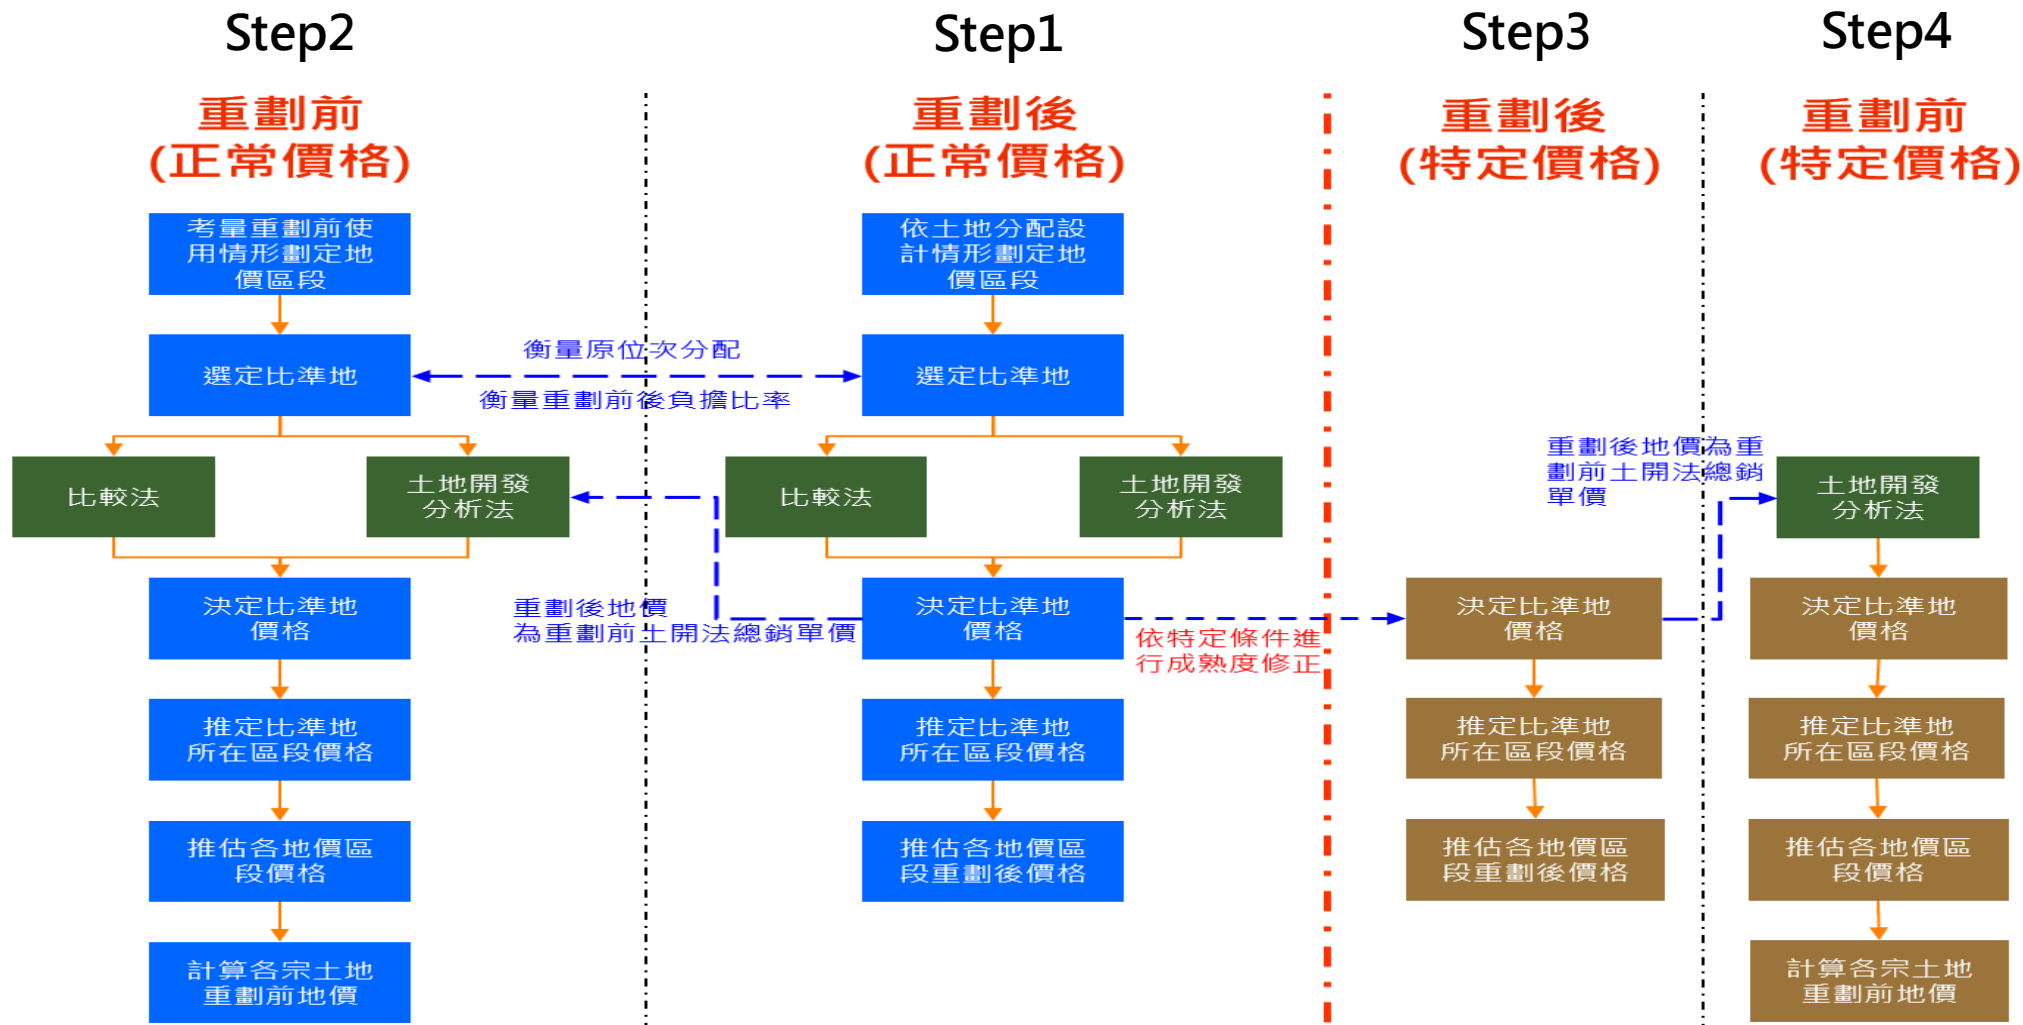 Step2
重劃前
(正常價格)
考量重劃前使
用情形劃定地
價區段
選定比準地
比較法
土地開發
分析法
決定比準地
價格
推定比準地
所在區段價格
推估各地價區
段價格
計算各宗土地
重劃前地價
衡量原位次分配
衡量重劃前後負擔比率
重劃後地價
為重劃前土開法總銷單價
Step1
重劃後
(正常價格)
依土地分配設
計情形劃定地
價區段
選定比準地
比較法
土地開發
分析法
決定比準地
價格
推定比準地
所在區段價格
推估各地價區
段重劃後價格
依特定條件進
行成熟度修正
Step3
重劃後
(特定價格)
決定比準地
價格
推定比準地
所在區段價格
推估各地價區
段重劃後價格
重劃後地價為重
劃前土開法總銷
單價
Step4
重劃前
(特定價格)
土地開發
分析法
決定比準地
價格
推定比準地
所在區段價格
推估各地價區
段價格
計算各宗土地
重劃前地價